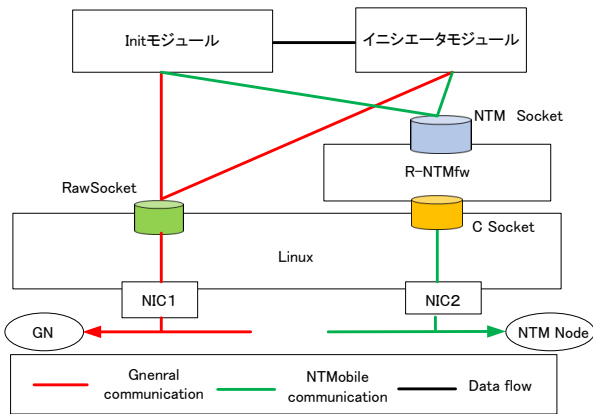 Initモジュール
イニシエータモジュール
NTM Socket
R-NTMfw
RawSocket
C Socket
Linux
NIC1
NIC2
GN
NTM Node
Gnenral
communication
NTMobile
communication
Data flow